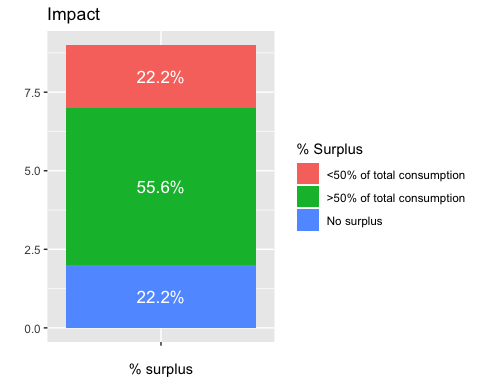 Impact
22.2%
7.5
55.6%
5.0
2.5
22.2%
0.0
% surplus
% Surplus
<50% of total consumption
>50% of total consumption
No surplus